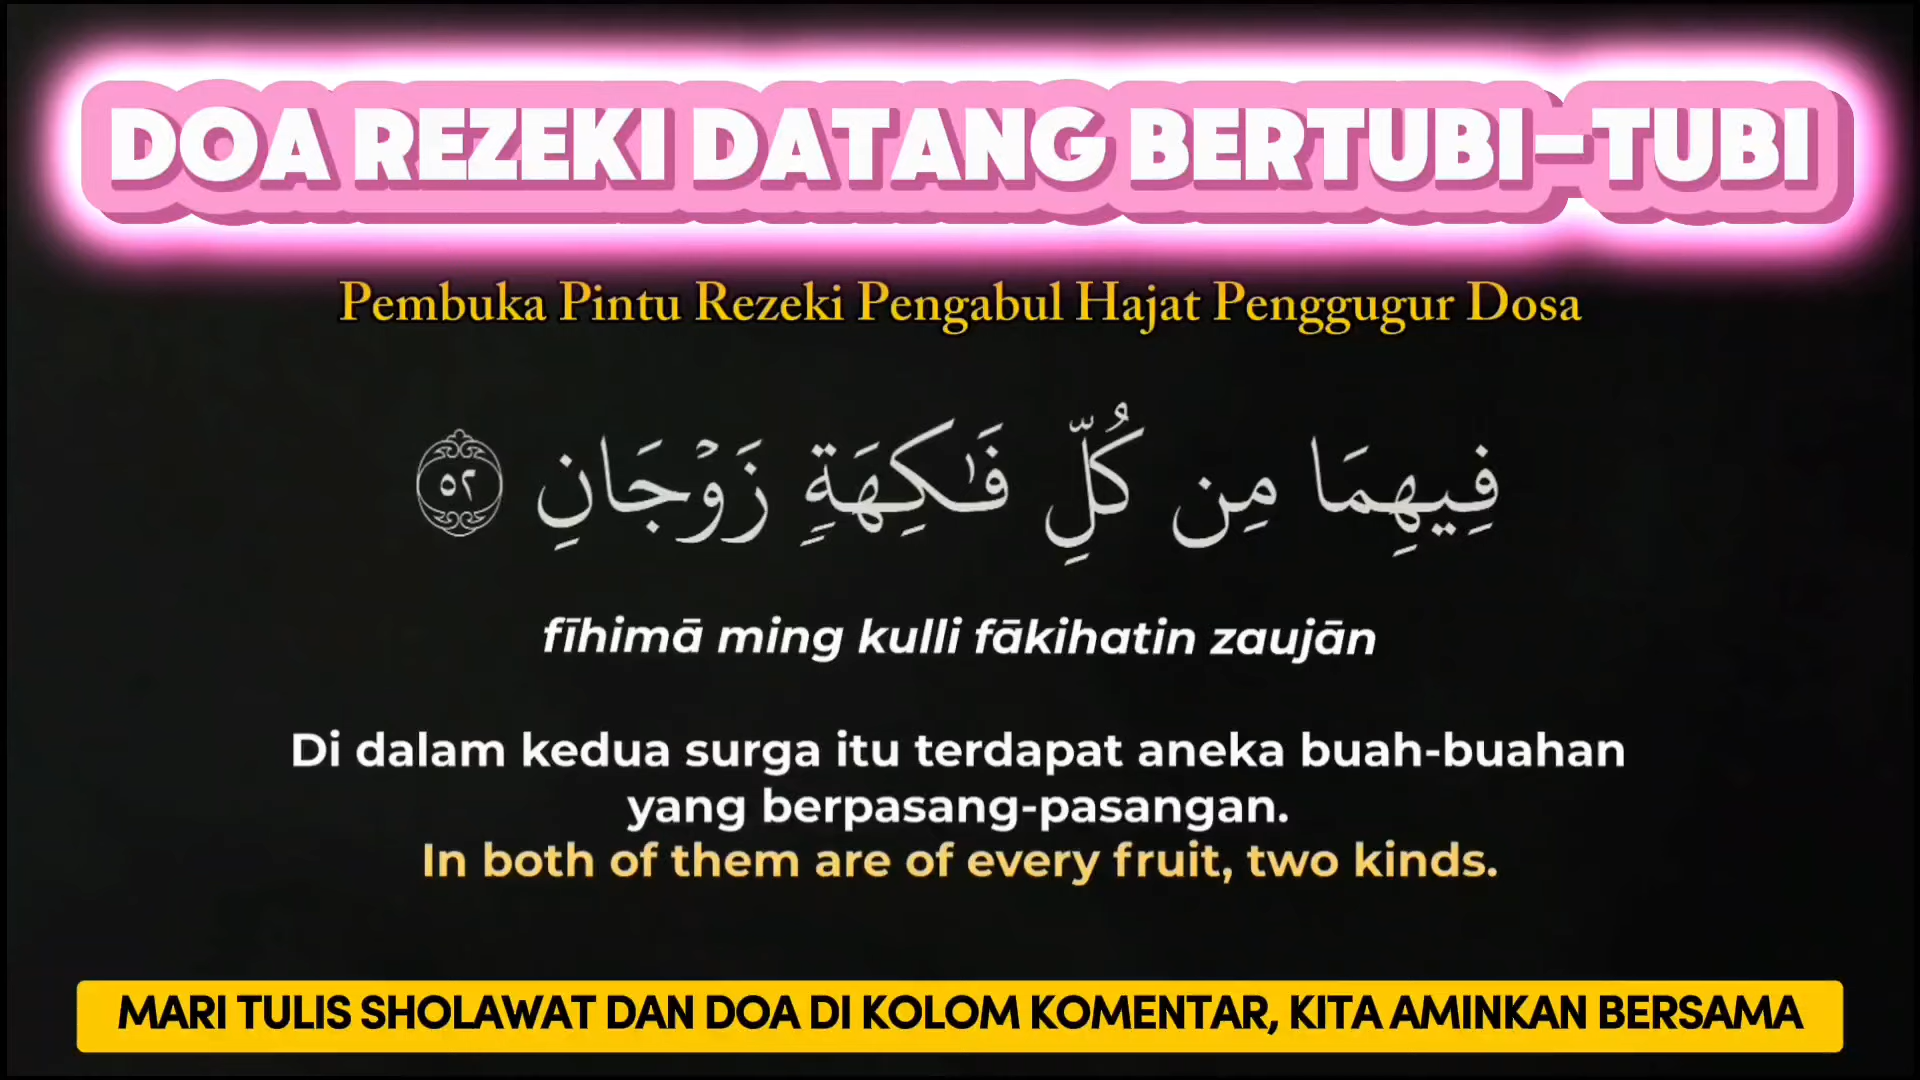 DOA REZEKI DATANG BERTUBI-TUBI
Pembuka Pintu Rezeki Pengabul Hajat Penggugur Dosa
فِيهِمَا مِن كُلِّ فَـٰكِهَةٍ زَوْجَانِ ٥٢
fīhimā ming kulli fākihatin zaujān
Di dalam kedua surga itu terdapat aneka buah-buahan
yang berpasang-pasangan.
In both of them are of every fruit, two kinds.
MARI TULIS SHOLAWAT DAN DOA DI KOLOM KOMENTAR, KITA AMINKAN BERSAMA